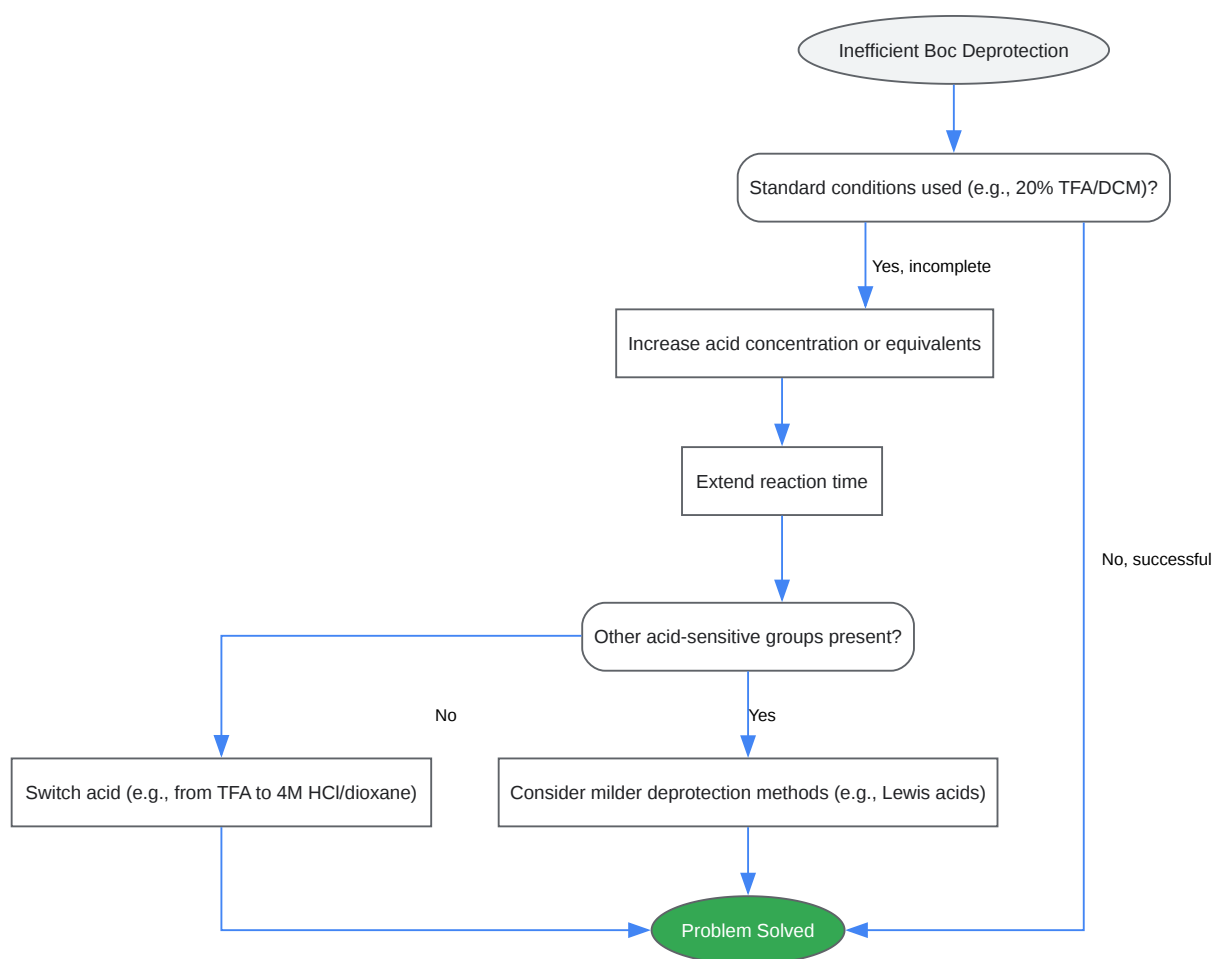 Inefficient Boc Deprotection
Standard conditions used (e.g., 20% TFA/DCM)?
Yes, incomplete
Increase acid concentration or equivalents
Extend reaction time
No, successful
Other acid-sensitive groups present?
No
Yes
Switch acid (e.g., from TFA to 4M HCl/dioxane)
Consider milder deprotection methods (e.g., Lewis acids)
Problem Solved